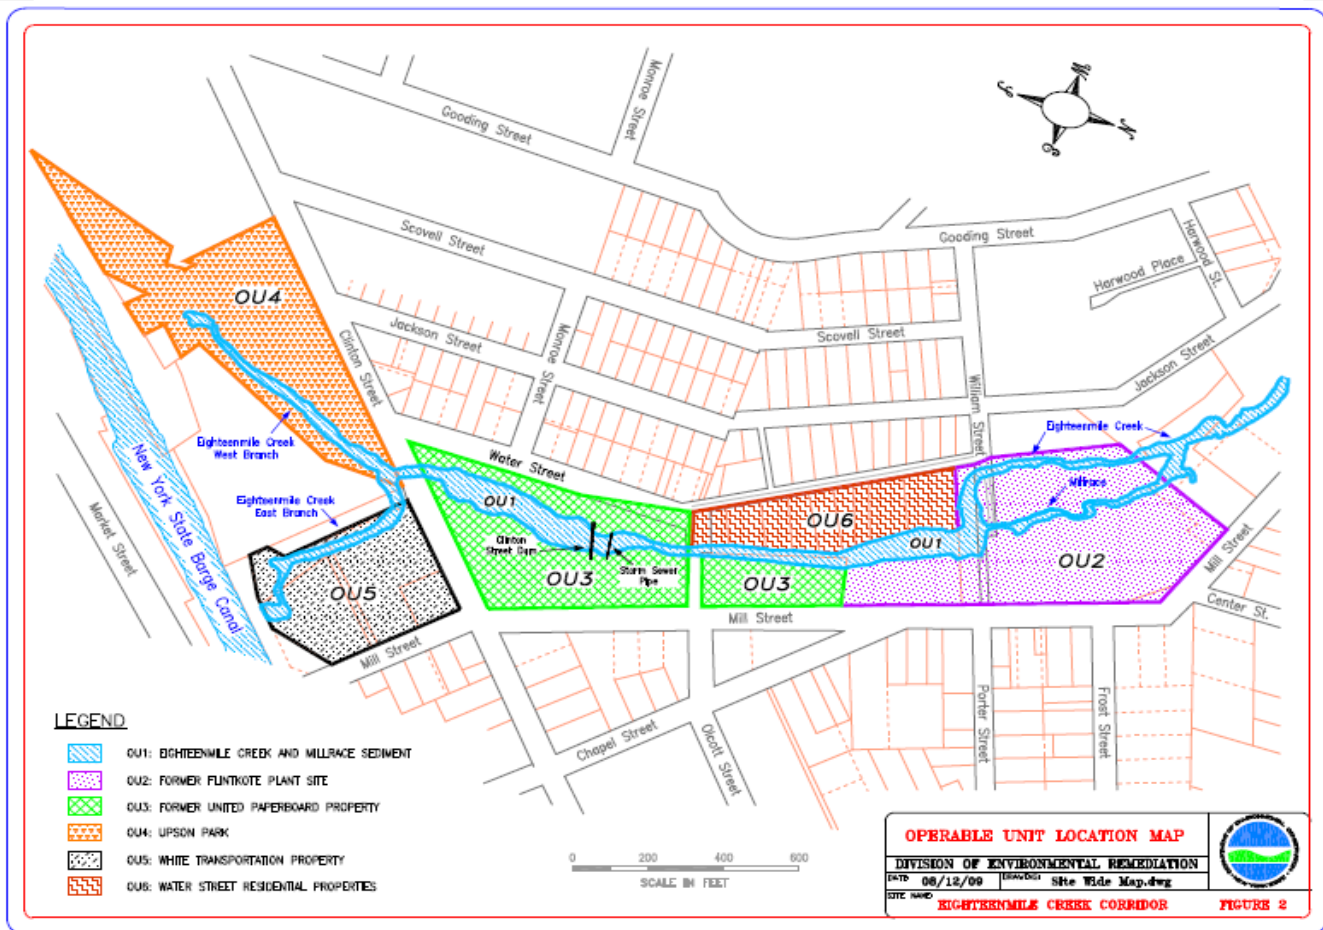 Monroe Street
Gooding Street
W
S
N
E
Scovell Street
Gooding Street
Harwood St.
Harwood Place
OU4
Jackson Street
Monroe Street
Clinton Street
Scovell Street
Jackson Street
William Street
Eighteenmile Creek
West Branch
Water Street
Eighteenmile Creek
Millrace
New York State Barge Canal
Market Street
Eighteenmile Creek
East Branch
OU1
OU6
OU1
OU2
Clinton
Street Dam
Storm Sewer
Pipe
OU3
OU3
OU5
Mill Street
Mill Street
Mill Street
Center St.
Chapel Street
Olcott Street
Porter Street
Frost Street
LEGEND
OU1: EIGHTEENMILE CREEK AND MILLRACE SEDIMENT
OU2: FORMER FLINTKOTE PLANT SITE
OU3: FORMER UNITED PAPERBOARD PROPERTY
OU4: UPSON PARK
OU5: WHITE TRANSPORTATION PROPERTY
OU6: WATER STREET RESIDENTIAL PROPERTIES
0 200 400 600
SCALE IN FEET
OPERABLE UNIT LOCATION MAP
DIVISION OF ENVIRONMENTAL REMEDIATION
DATE 08/12/09 DRAWING: Site Wide Map.dwg
SITE NAME EIGHTEENMILE CREEK CORRIDOR FIGURE 2